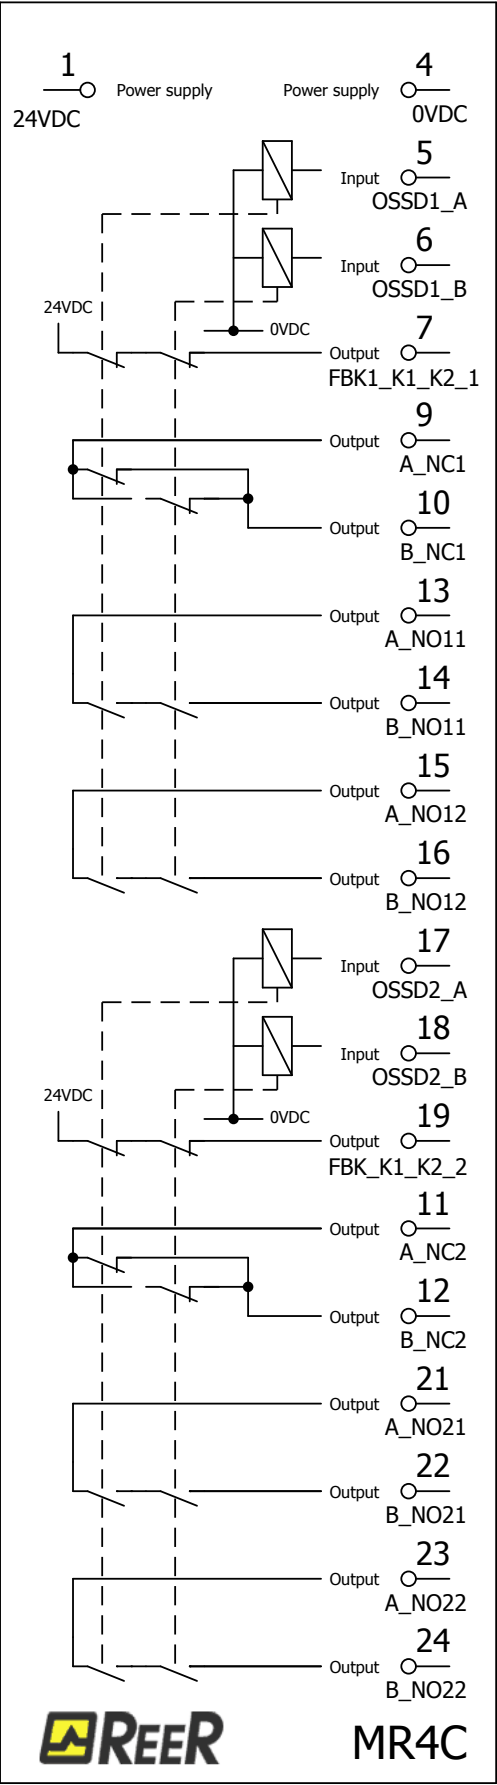 1
4
Power supply
Power supply
24VDC
0VDC
5
Input
OSSD1_A
6
Input
OSSD1_B
24VDC
0VDC
7
Output
FBK1_K1_K2_1
9
Output
A_NC1
10
Output
B_NC1
13
Output
A_NO11
14
Output
B_NO11
15
Output
A_NO12
16
Output
B_NO12
17
Input
OSSD2_A
18
Input
OSSD2_B
24VDC
0VDC
19
Output
FBK_K1_K2_2
11
Output
A_NC2
12
Output
B_NC2
21
Output
A_NO21
22
Output
B_NO21
23
Output
A_NO22
24
Output
B_NO22
REER
MR4C